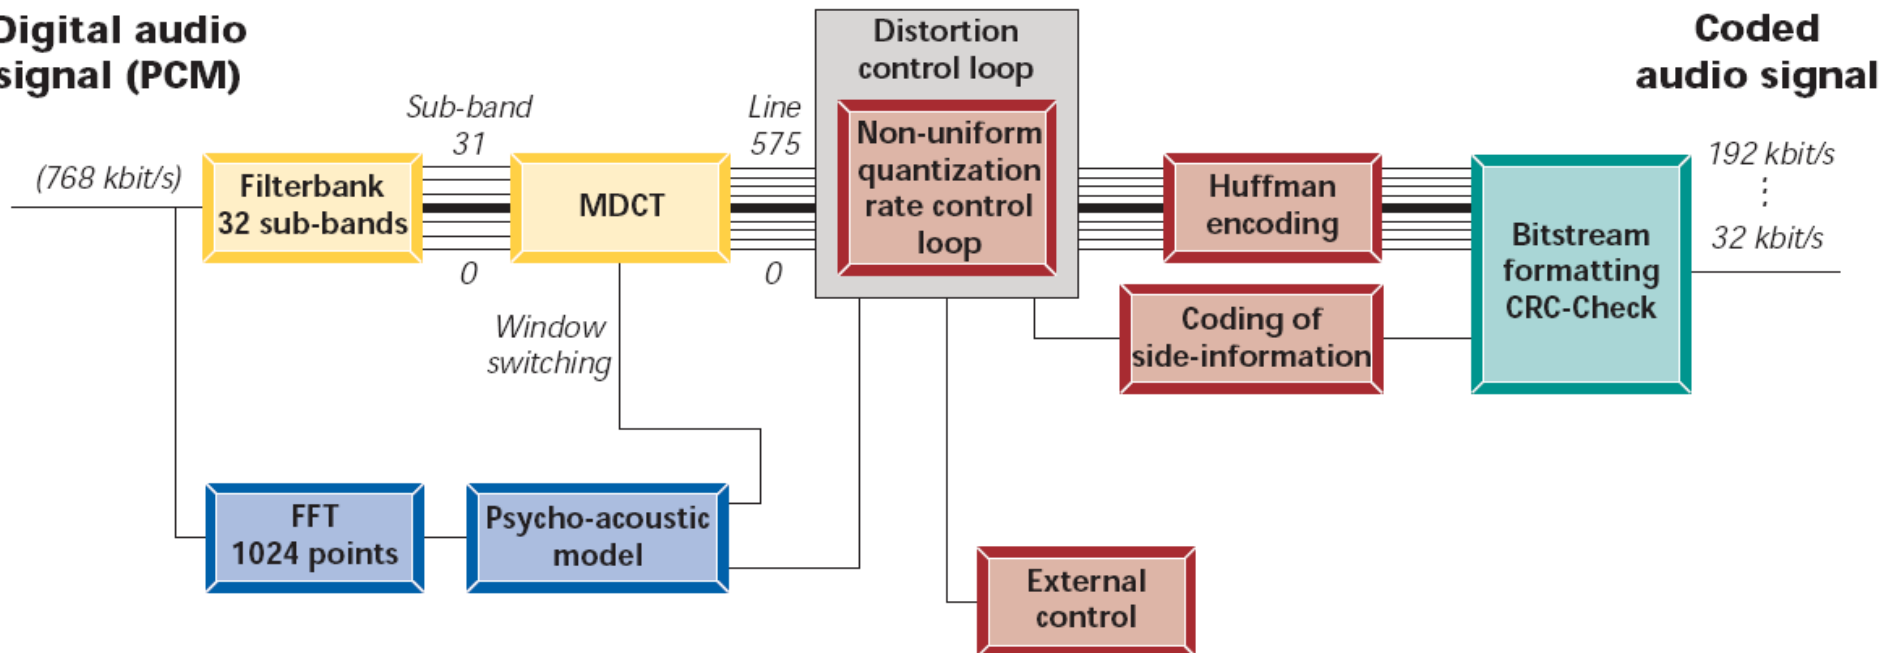 Digital audio
signal (PCM)
Coded
audio signal
(768 kbit/s)
Filterbank
32 sub-bands
Sub-band
31
0
MDCT
Line
575
0
Distortion
control loop
Non-uniform
quantization
rate control
loop
Huffman
encoding
Coding of
side-information
Bitstream
formatting
CRC-Check
192 kbit/s
32 kbit/s
Window
switching
FFT
1024 points
Psycho-acoustic
model
External
control